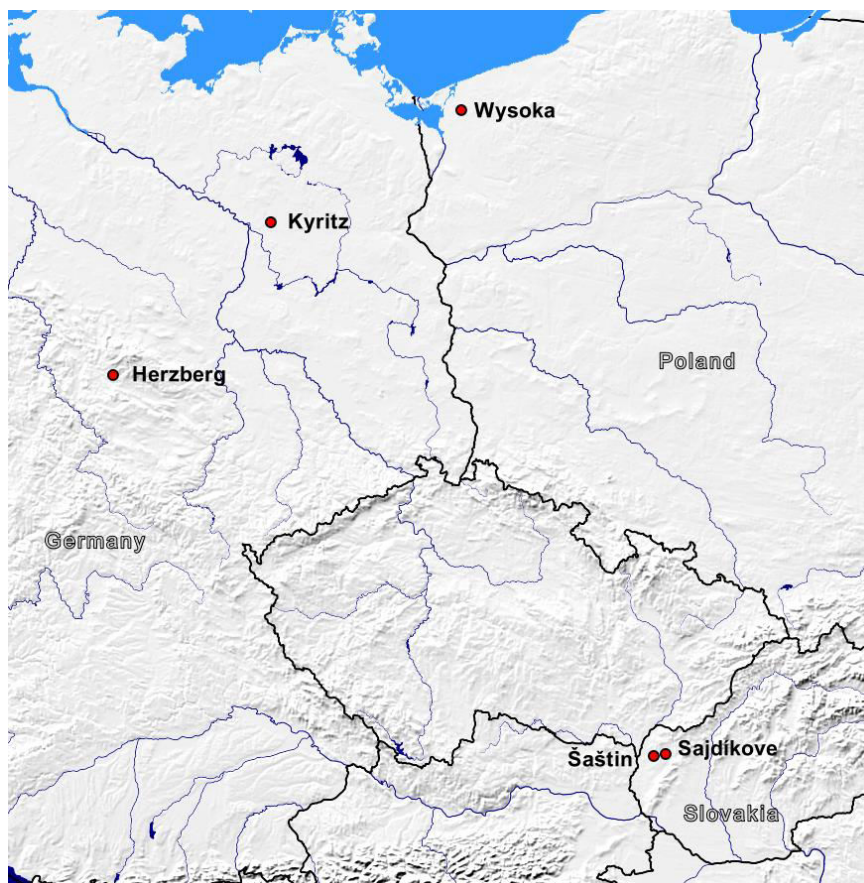 Wysoka
Kyritz
Poland
Herzberg
Germany
Šaštin
Sajdíkove
Slovakia